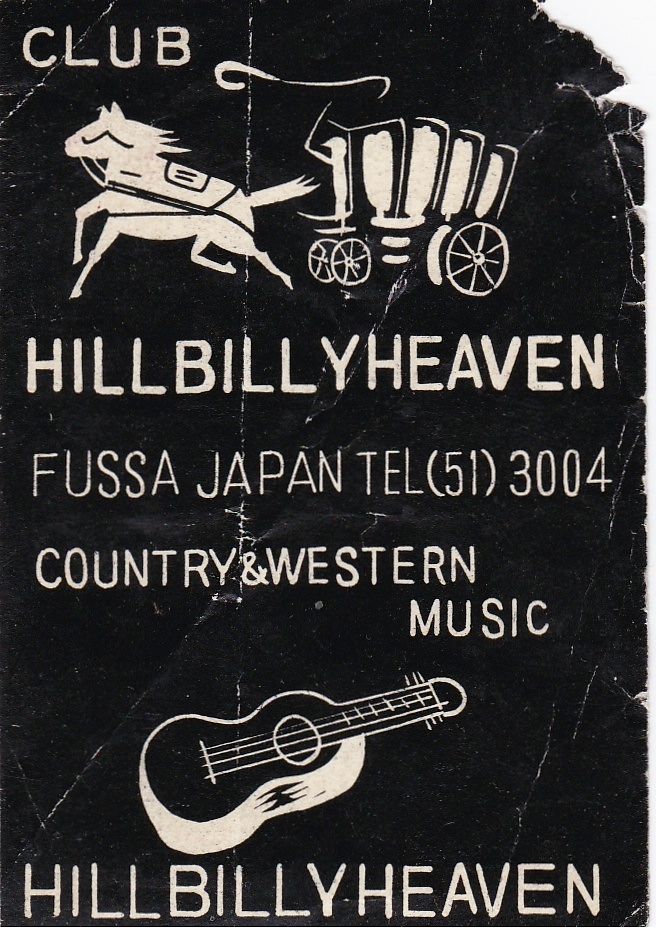 CLUB
HILLBILLYHEAVEN
FUSSA JAPAN TEL(51) 3004
COUNTRY&WESTERN
MUSIC
HILLBILLYHEAVEN